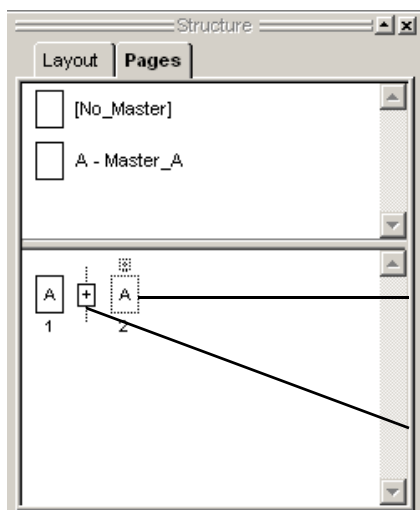 Structure
Layout Pages
[No_Master]
A - Master_A
A + A
1 2